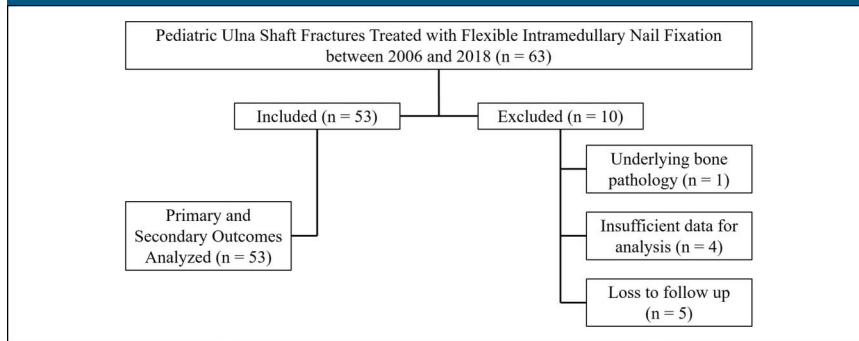 Pediatric Ulna Shaft Fractures Treated with Flexible Intramedullary Nail Fixation
between 2006 and 2018 (n = 63)
Included (n = 53)
Excluded (n = 10)
Underlying bone
pathology (n = 1)
Primary and
Secondary Outcomes
Analyzed (n = 53)
Insufficient data for
analysis (n = 4)
Loss to follow up
(n = 5)